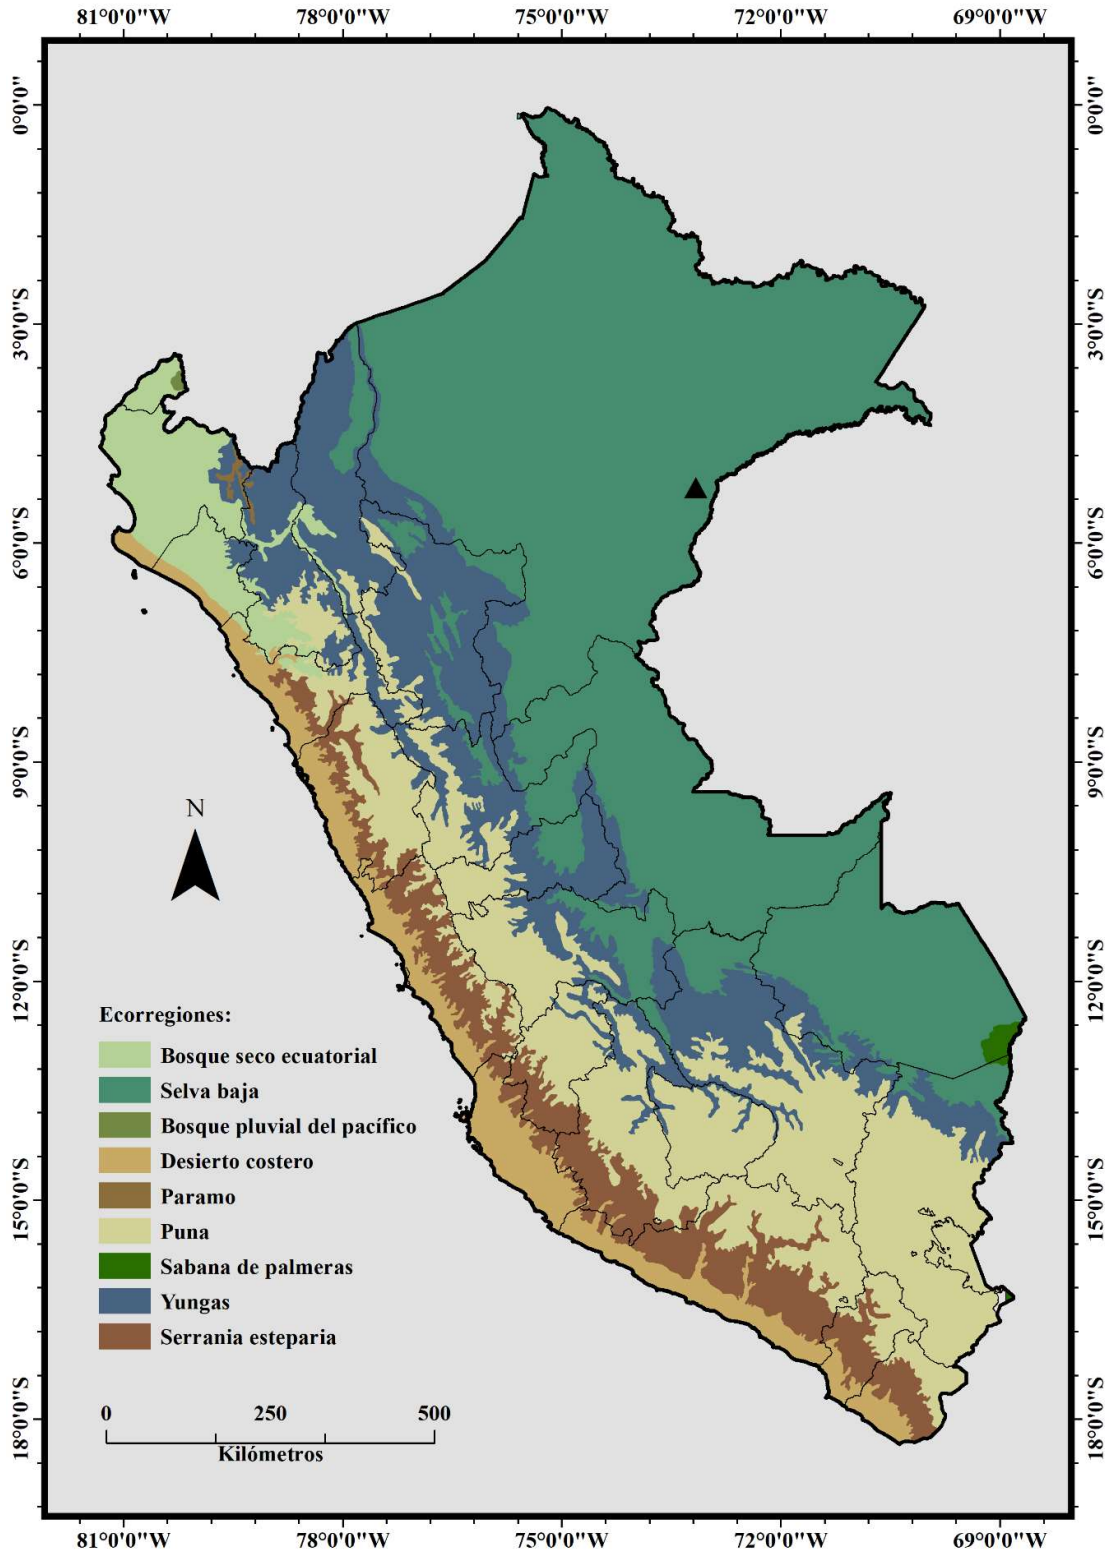 81°0'0"W 78°0'0"W 75°0'0"W 72°0'0"W 69°0'0"W
0°0'0" 0°0'0"
3°0'0"S 3°0'0"S
6°0'0"S 6°0'0"S
9°0'0"S 9°0'0"S
N
12°0'0"S 12°0'0"S
Ecorregiones:
Bosque seco ecuatorial
Selva baja
Bosque pluvial del pacífico
Desierto costero
Paramo
15°0'0"S 15°0'0"S
Puna
Sabana de palmeras
Yungas
Serrania esteparia
0 250 500
18°0'0"S 18°0'0"S
Kilómetros
81°0'0"W 78°0'0"W 75°0'0"W 72°0'0"W 69°0'0"W